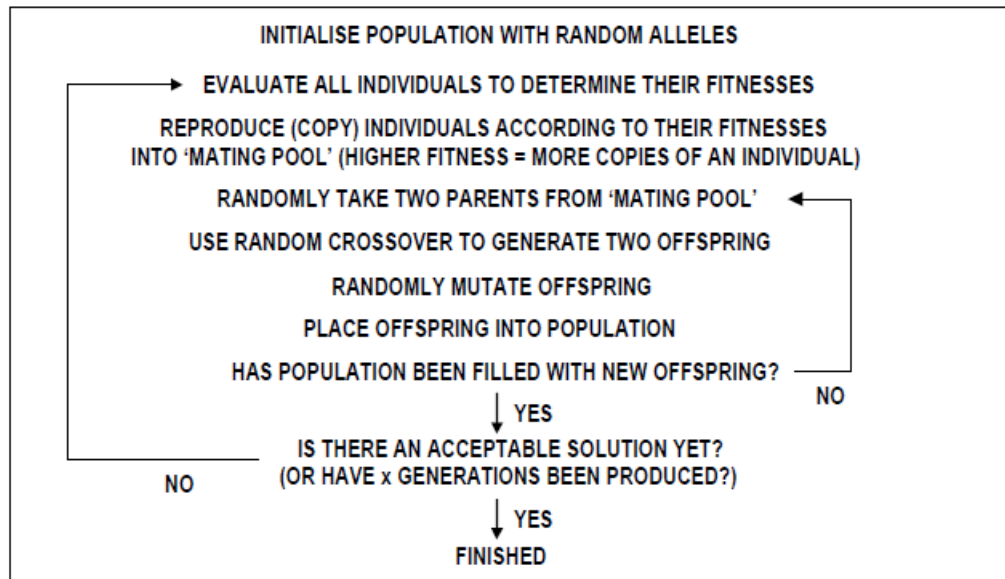 INITIALISE POPULATION WITH RANDOM ALLELES
EVALUATE ALL INDIVIDUALS TO DETERMINE THEIR FITNESSES
REPRODUCE (COPY) INDIVIDUALS ACCORDING TO THEIR FITNESSES
INTO ‘MATING POOL’ (HIGHER FITNESS = MORE COPIES OF AN INDIVIDUAL)
RANDOMLY TAKE TWO PARENTS FROM ‘MATING POOL’
USE RANDOM CROSSOVER TO GENERATE TWO OFFSPRING
RANDOMLY MUTATE OFFSPRING
PLACE OFFSPRING INTO POPULATION
HAS POPULATION BEEN FILLED WITH NEW OFFSPRING?
NO
YES
IS THERE AN ACCEPTABLE SOLUTION YET?
(OR HAVE x GENERATIONS BEEN PRODUCED?)
NO
YES
FINISHED